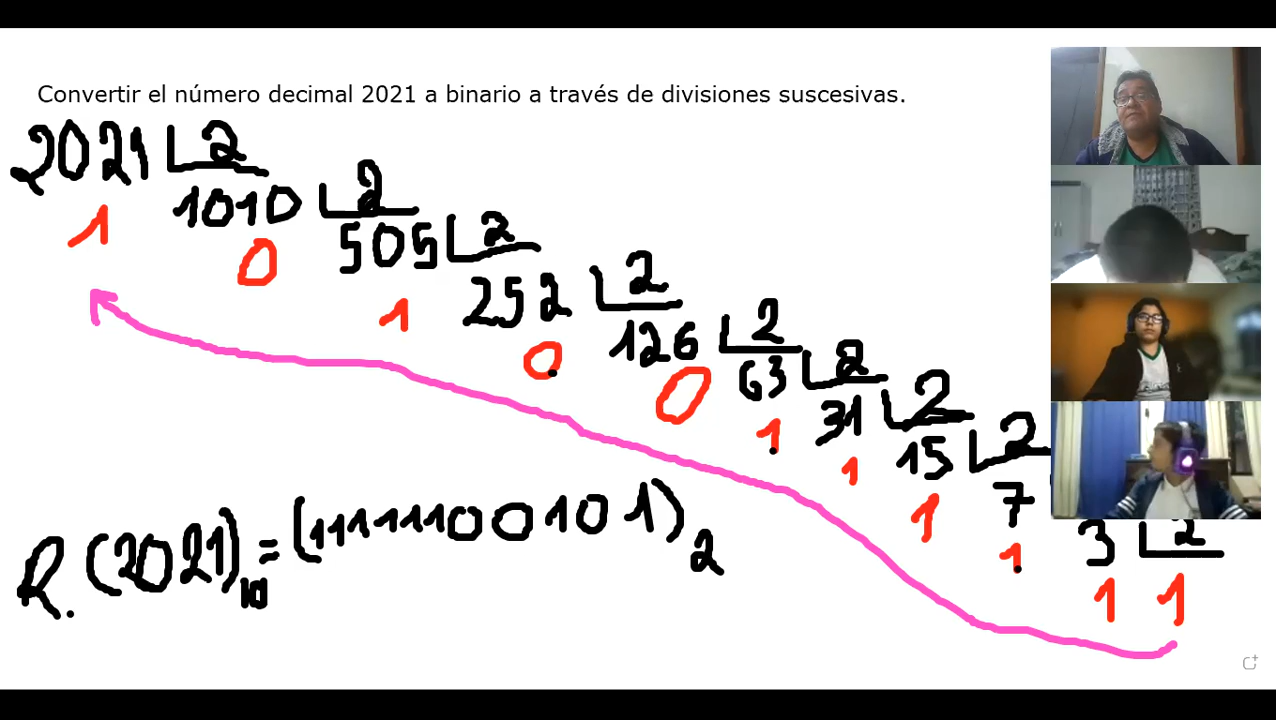 Convertir el número decimal 2021 a binario a través de divisiones suscesivas.
2021 2
1 1010 2
0 505 2
1 252 2
0 126 2
0 63 2
1 31 2
1 15 2
1 7
1 3 2
1 1
R. (2021)10 = (11111100101)2